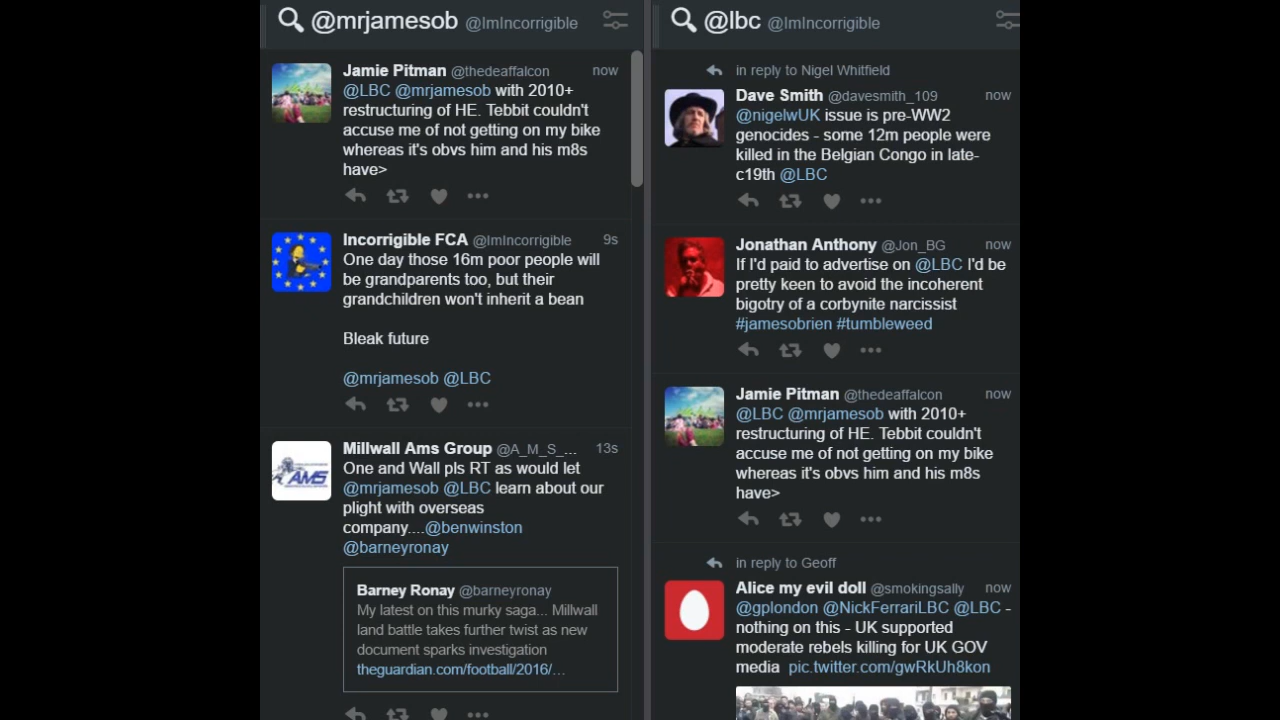 @mrjamesob @ImIncorrigible
Jamie Pitman @thedeaffalcon now
@LBC @mrjamesob with 2010+
restructuring of HE. Tebbit couldn't
accuse me of not getting on my bike
whereas it's obvs him and his m8s
have>
Incorrigible FCA @ImIncorrigible 9s
One day those 16m poor people will
be grandparents too, but their
grandchildren won't inherit a bean
Bleak future
@mrjamesob @LBC
Millwall Ams Group @A_M_S_... 13s
One and Wall pls RT as would let
@mrjamesob @LBC learn about our
plight with overseas
company....@benwinston
@barneyronay
AMS
Barney Ronay @barneyronay
My latest on this murky saga... Millwall
land battle takes further twist as new
document sparks investigation
theguardian.com/football/2016/...
@lbc @ImIncorrigible
in reply to Nigel Whitfield
Dave Smith @davesmith_109 now
@nigelwUK issue is pre-WW2
genocides - some 12m people were
killed in the Belgian Congo in late-
c19th @LBC
Jonathan Anthony @Jon_BG now
If I'd paid to advertise on @LBC I'd be
pretty keen to avoid the incoherent
bigotry of a corbynite narcissist
#jamesobrien #tumbleweed
Jamie Pitman @thedeaffalcon now
@LBC @mrjamesob with 2010+
restructuring of HE. Tebbit couldn't
accuse me of not getting on my bike
whereas it's obvs him and his m8s
have>
in reply to Geoff
Alice my evil doll @smokingsally now
@gplondon @NickFerrariLBC @LBC -
nothing on this - UK supported
moderate rebels killing for UK GOV
media pic.twitter.com/gwRkUh8kon